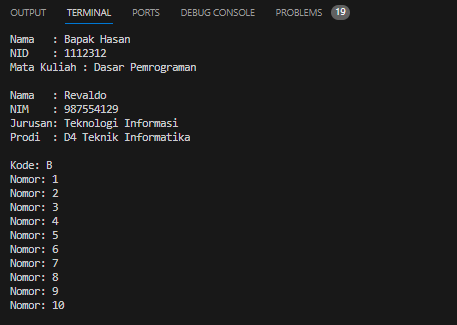 OUTPUT TERMINAL PORTS DEBUG CONSOLE PROBLEMS 19
Nama   : Bapak Hasan
NID    : 1112312
Mata Kuliah : Dasar Pemrograman

Nama   : Revaldo
NIM    : 987554129
Jurusan: Teknologi Informasi
Prodi  : D4 Teknik Informatika

Kode: B
Nomor: 1
Nomor: 2
Nomor: 3
Nomor: 4
Nomor: 5
Nomor: 6
Nomor: 7
Nomor: 8
Nomor: 9
Nomor: 10